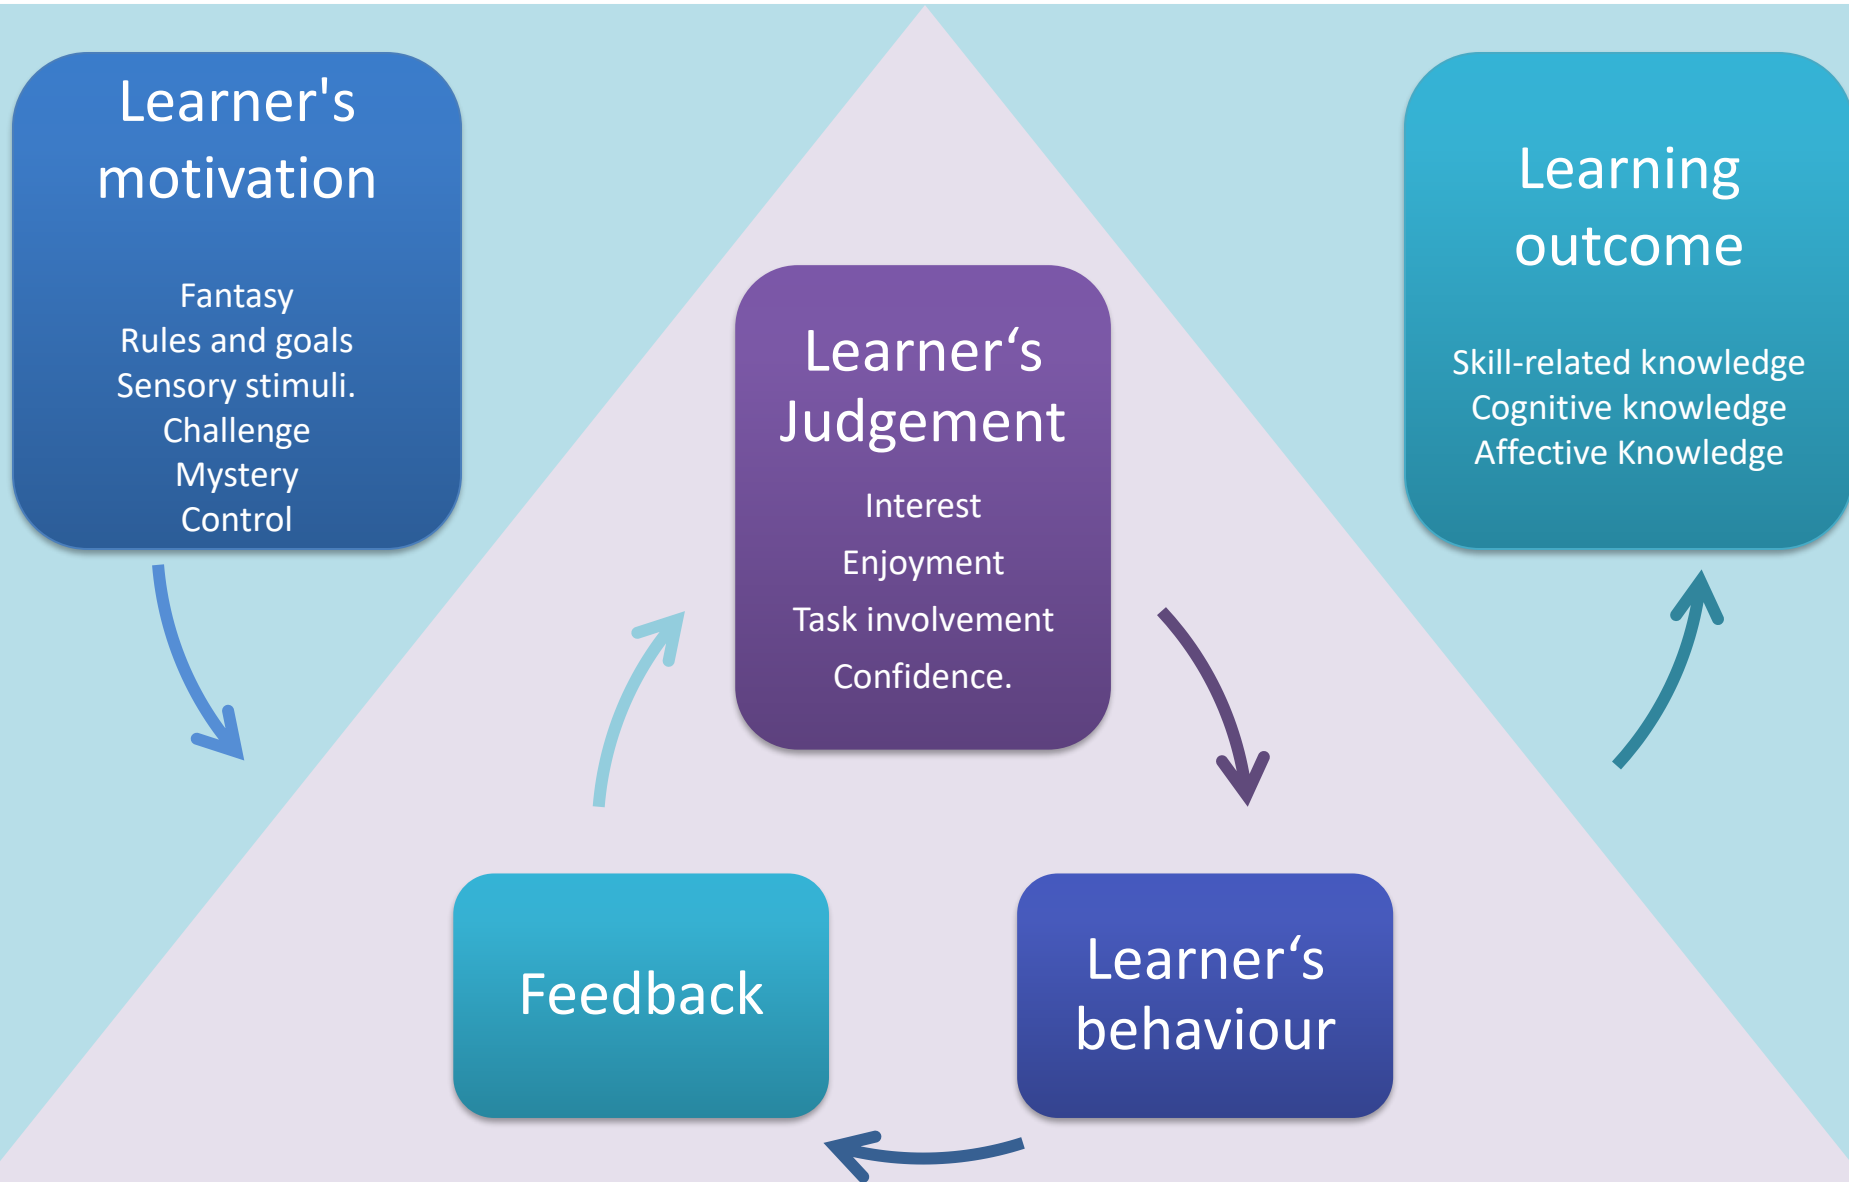 Learner's
motivation
Fantasy
Rules and goals
Sensory stimuli.
Challenge
Mystery
Control
Learner‘s
Judgement
Interest
Enjoyment
Task involvement
Confidence.
Learning
outcome
Skill-related knowledge
Cognitive knowledge
Affective Knowledge
Feedback
Learner‘s
behaviour